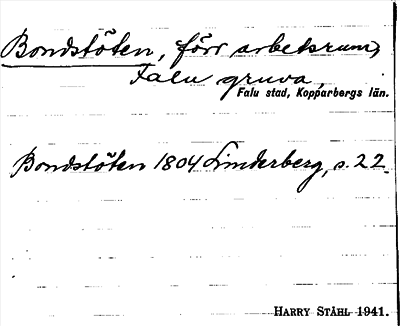 Bondstöten, förr arbetsrum,
Falu gruva,
Falu stad, Kopparbergs län.
Bondstöten 1804 Linderberg, s. 22.
HARRY STÅHL 1941.